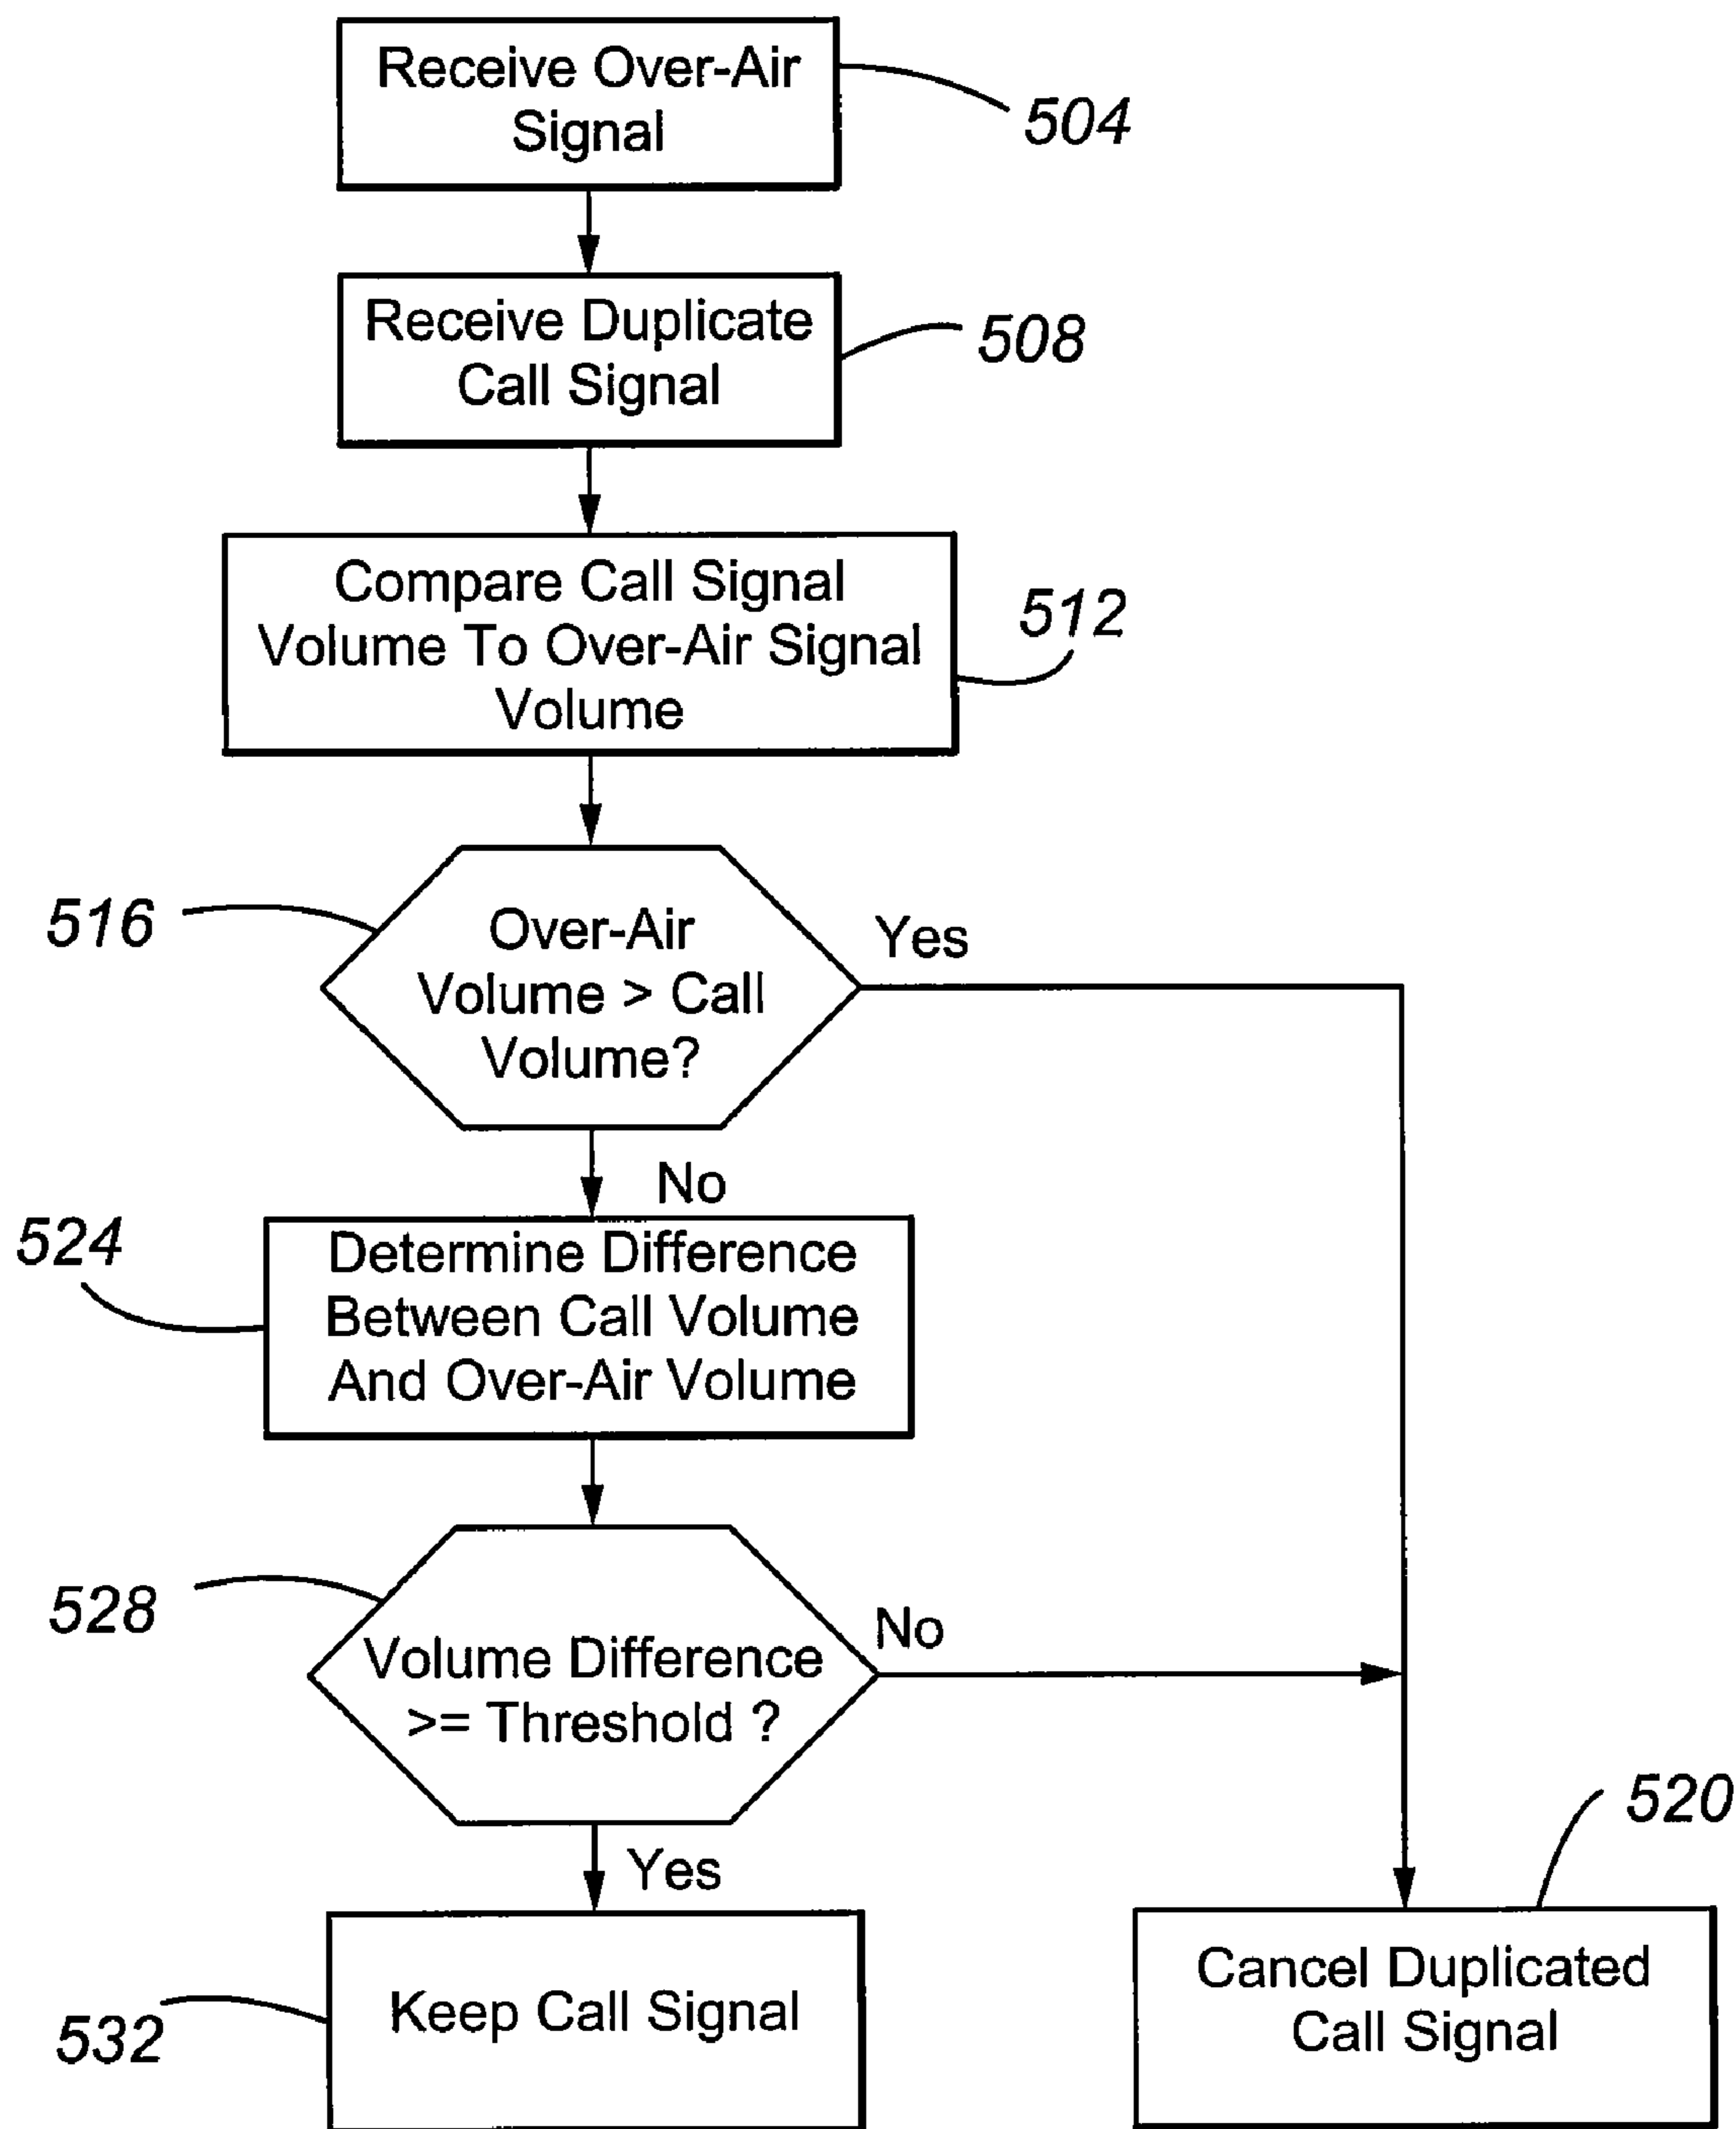 Receive Over-Air
Signal
504
Receive Duplicate
Call Signal
508
Compare Call Signal
Volume To Over-Air Signal
Volume
512
516
Over-Air
Volume > Call
Volume?
Yes
No
524
Determine Difference
Between Call Volume
And Over-Air Volume
528
Volume Difference
>= Threshold ?
No
Yes
520
532
Keep Call Signal
Cancel Duplicated
Call Signal